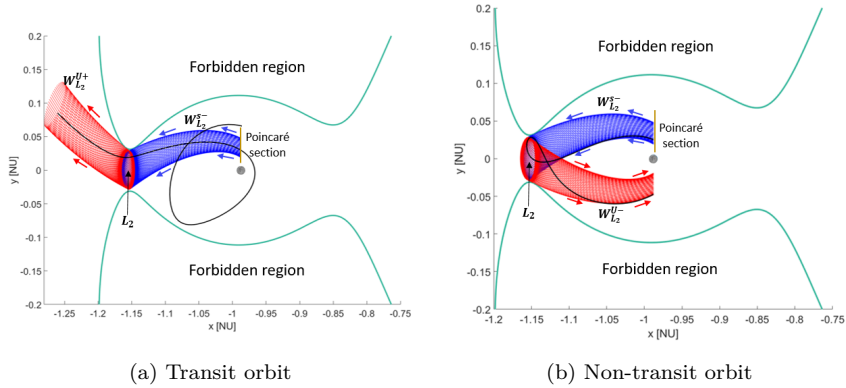 0.2
0.15
0.1
0.05
0
-0.05
-0.1
-0.15
-0.2
y [NU]
Forbidden region
W_{L_2}^{U+}
W_{L_2}^{s-}
Poincaré
section
L_2
Forbidden region
-1.25 -1.2 -1.15 -1.1 -1.05 -1 -0.95 -0.9 -0.85 -0.8 -0.75
x [NU]
(a) Transit orbit
0.2
0.15
0.1
0.05
0
-0.05
-0.1
-0.15
-0.2
y [NU]
Forbidden region
W_{L_2}^{s-}
Poincaré
section
L_2
W_{L_2}^{U-}
Forbidden region
-1.2 -1.15 -1.1 -1.05 -1 -0.95 -0.9 -0.85 -0.8 -0.75
x [NU]
(b) Non-transit orbit